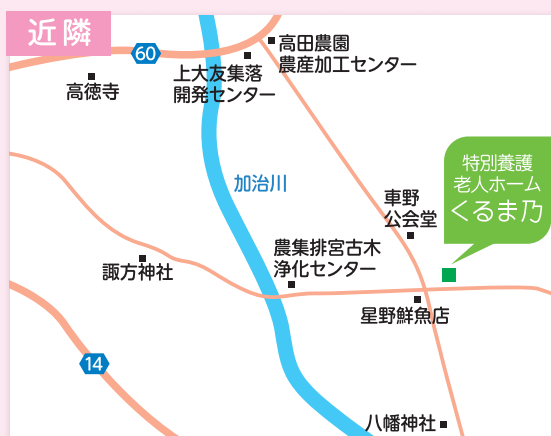 近隣
60
高田農園
農産加工センター
上大友集落
開発センター
高徳寺
特別養護
老人ホーム
くるま乃
加治川
車野
公会堂
農集排宮古木
浄化センター
諏方神社
星野鮮魚店
14
八幡神社